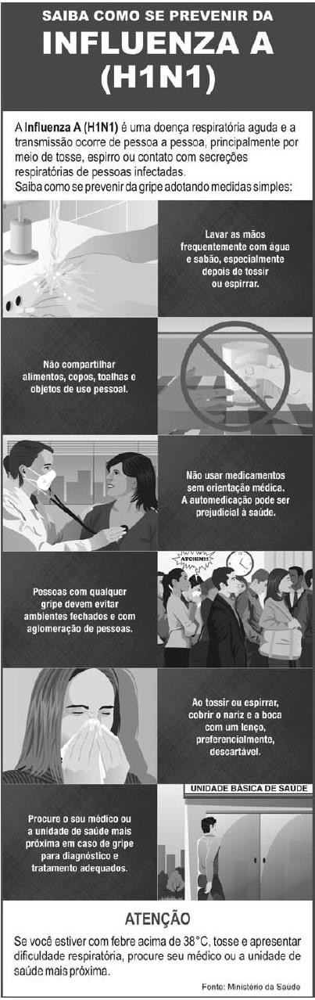 SAIBA COMO SE PREVENIR DA
INFLUENZA A
(H1N1)
A Influenza A (H1N1) é uma doença respiratória aguda e a
transmissão ocorre de pessoa a pessoa, principalmente por
meio de tosse, espirro ou contato com secreções
respiratórias de pessoas infectadas.
Saiba como se prevenir da gripe adotando medidas simples:
Lavar as mãos
frequentemente com água
e sabão, especialmente
depois de tossir
ou espirrar.
Não compartilhar
alimentos, copos, toalhas e
objetos de uso pessoal.
Não usar medicamentos
sem orientação médica.
A automedicação pode ser
prejudicial à saúde.
Pessoas com qualquer
gripe devem evitar
ambientes fechados e com
aglomeração de pessoas.
ATCHIM!!!
Ao tossir ou espirrar,
cobrir o nariz e a boca
com um lenço,
preferencialmente,
descartável.
Procure o seu médico ou
a unidade de saúde mais
próxima em caso de gripe
para diagnóstico e
tratamento adequados.
UNIDADE BÁSICA DE SAÚDE
ATENÇÃO
Se você estiver com febre acima de 38°C, tosse e apresentar
dificuldade respiratória, procure seu médico ou a unidade de
saúde mais próxima.
Fonte: Ministério da Saúde